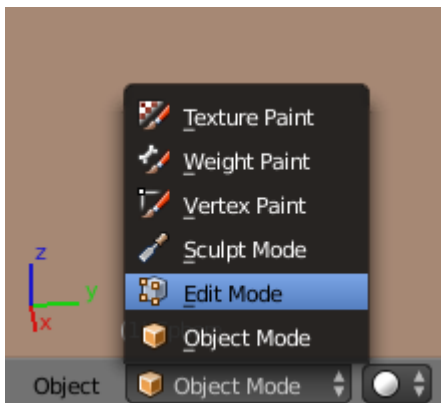 Texture Paint
Weight Paint
Vertex Paint
Sculpt Mode
z
Edit Mode
y
x
Object Mode
Object
Object Mode